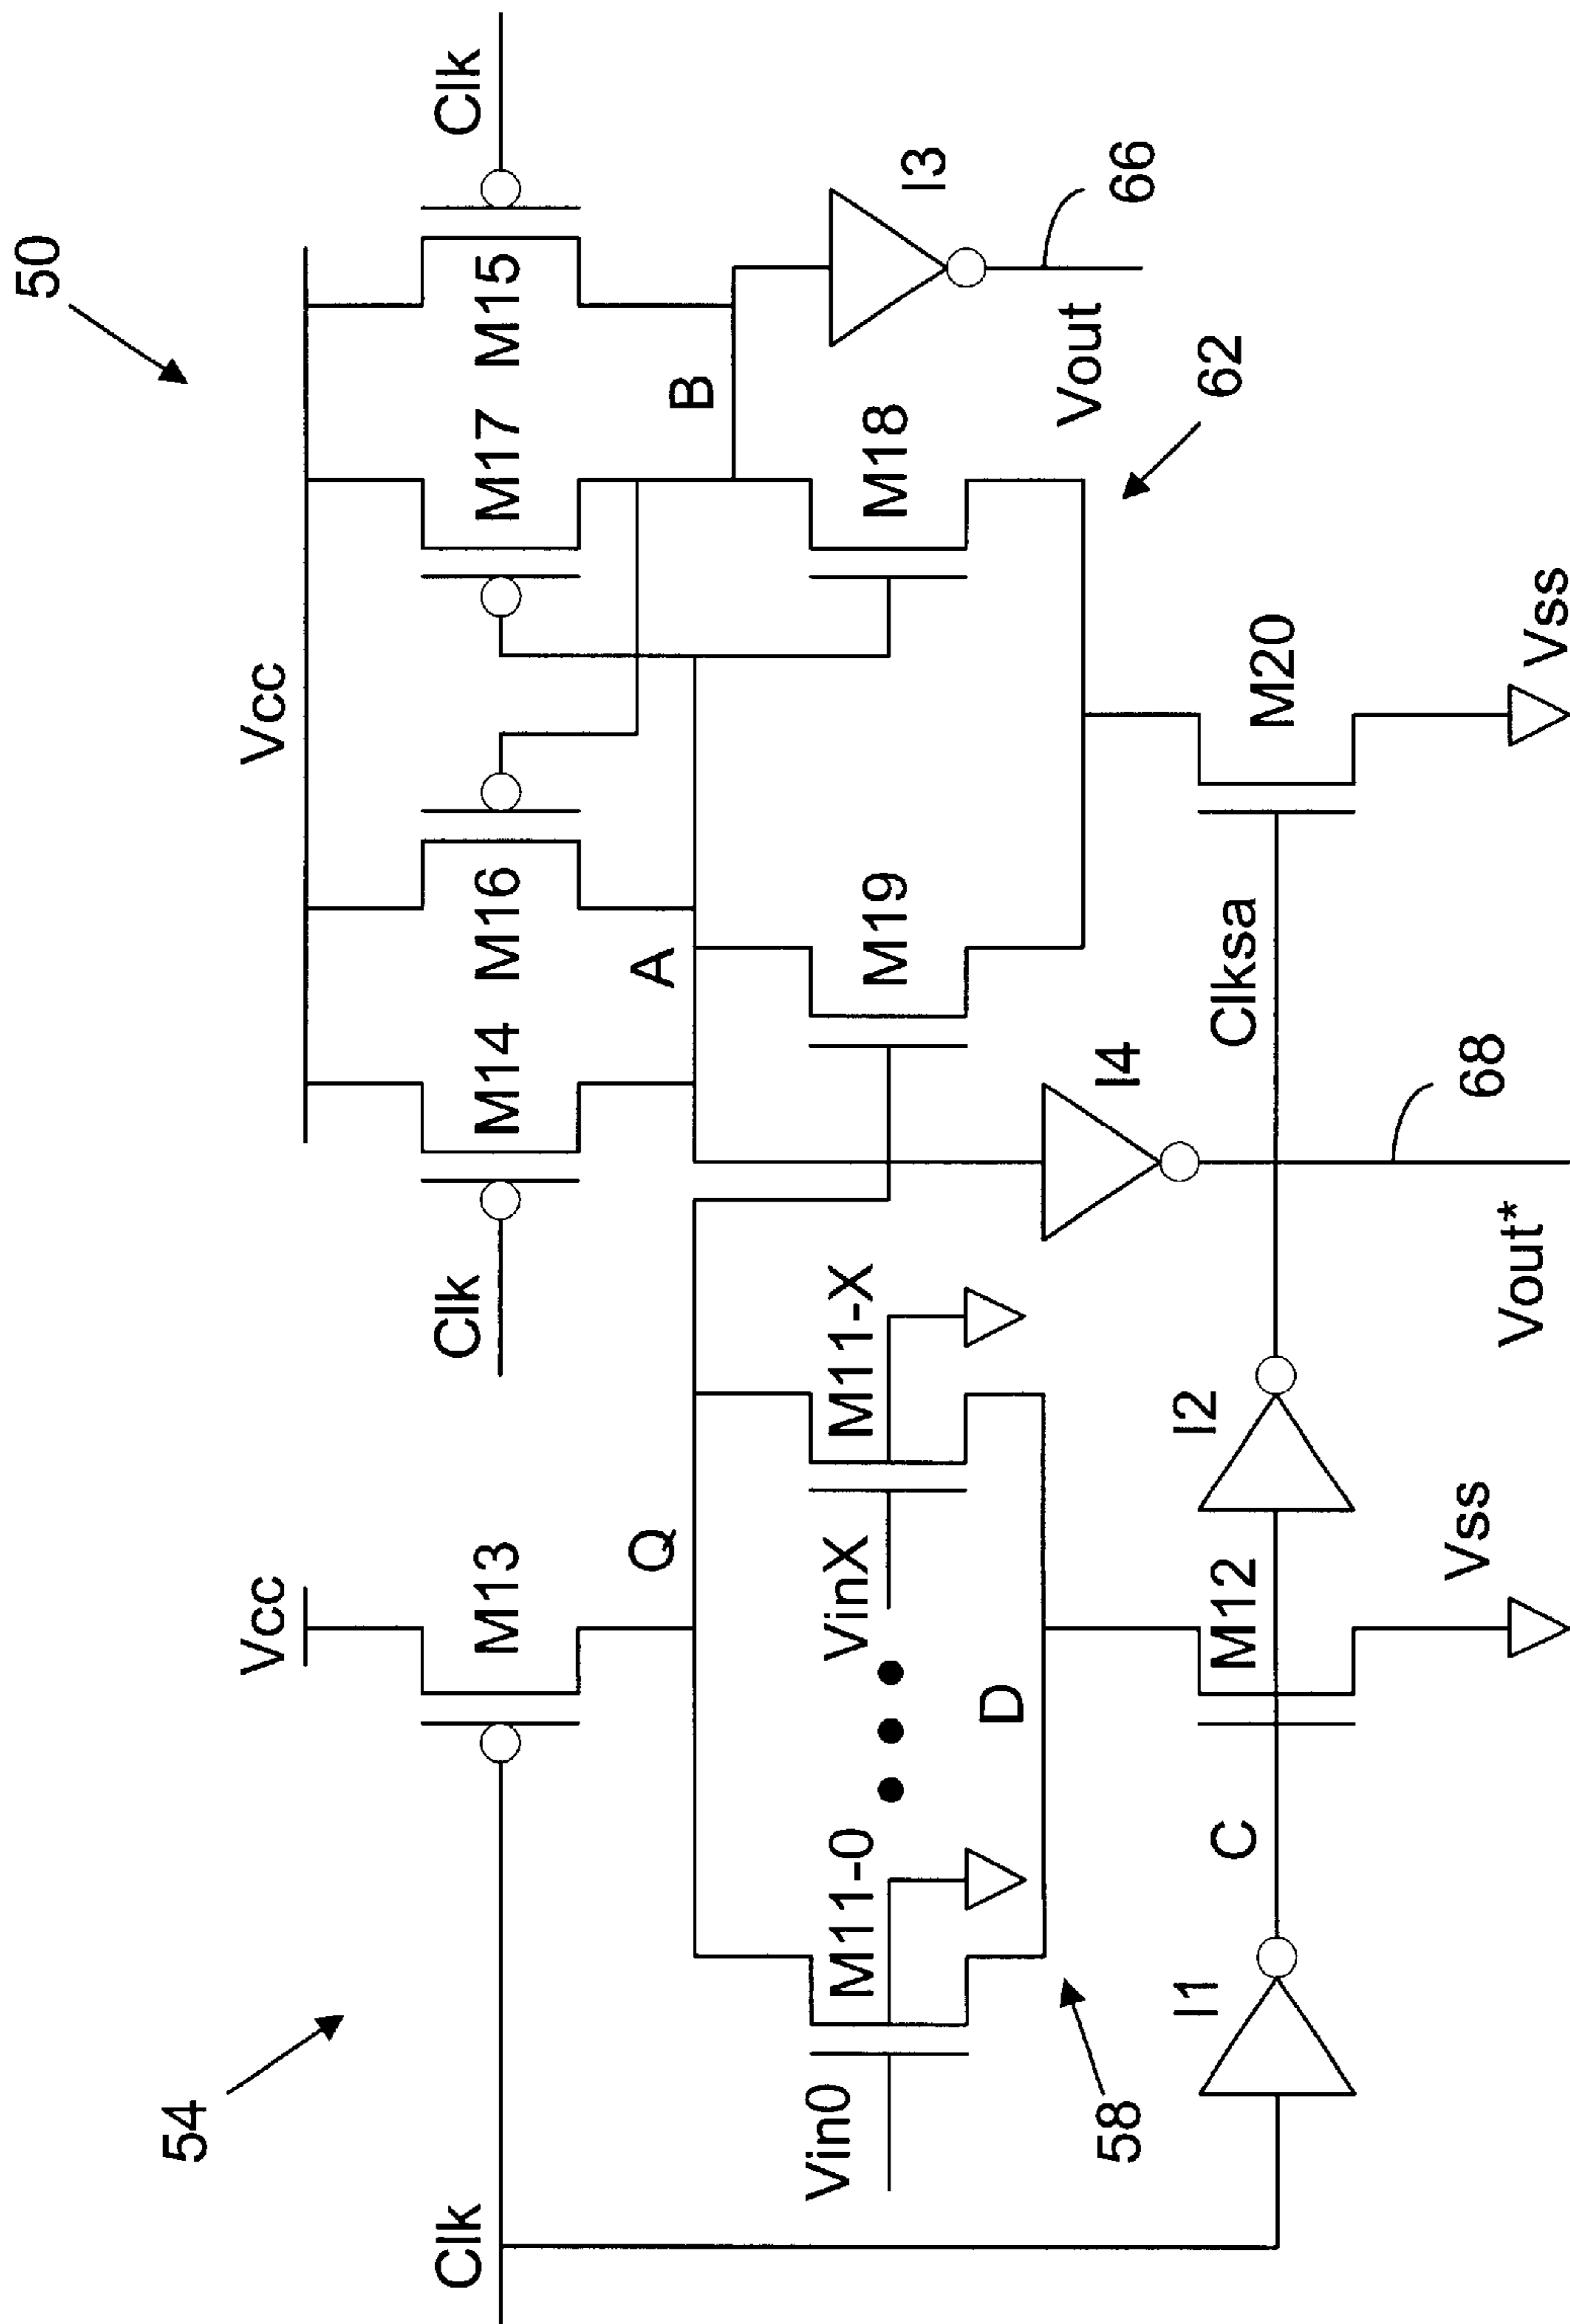 50
54
Vcc
Vcc
Clk
Clk
Clk
M13
M14 M16
M17 M15
Q
A
B
Vin0
M11-0
VinX
M11-X
M19
M18
I3
D
58
I4
62
Vout
66
I1
C
M12
I2
Clksa
M20
Vss
68
Vout*
Vss